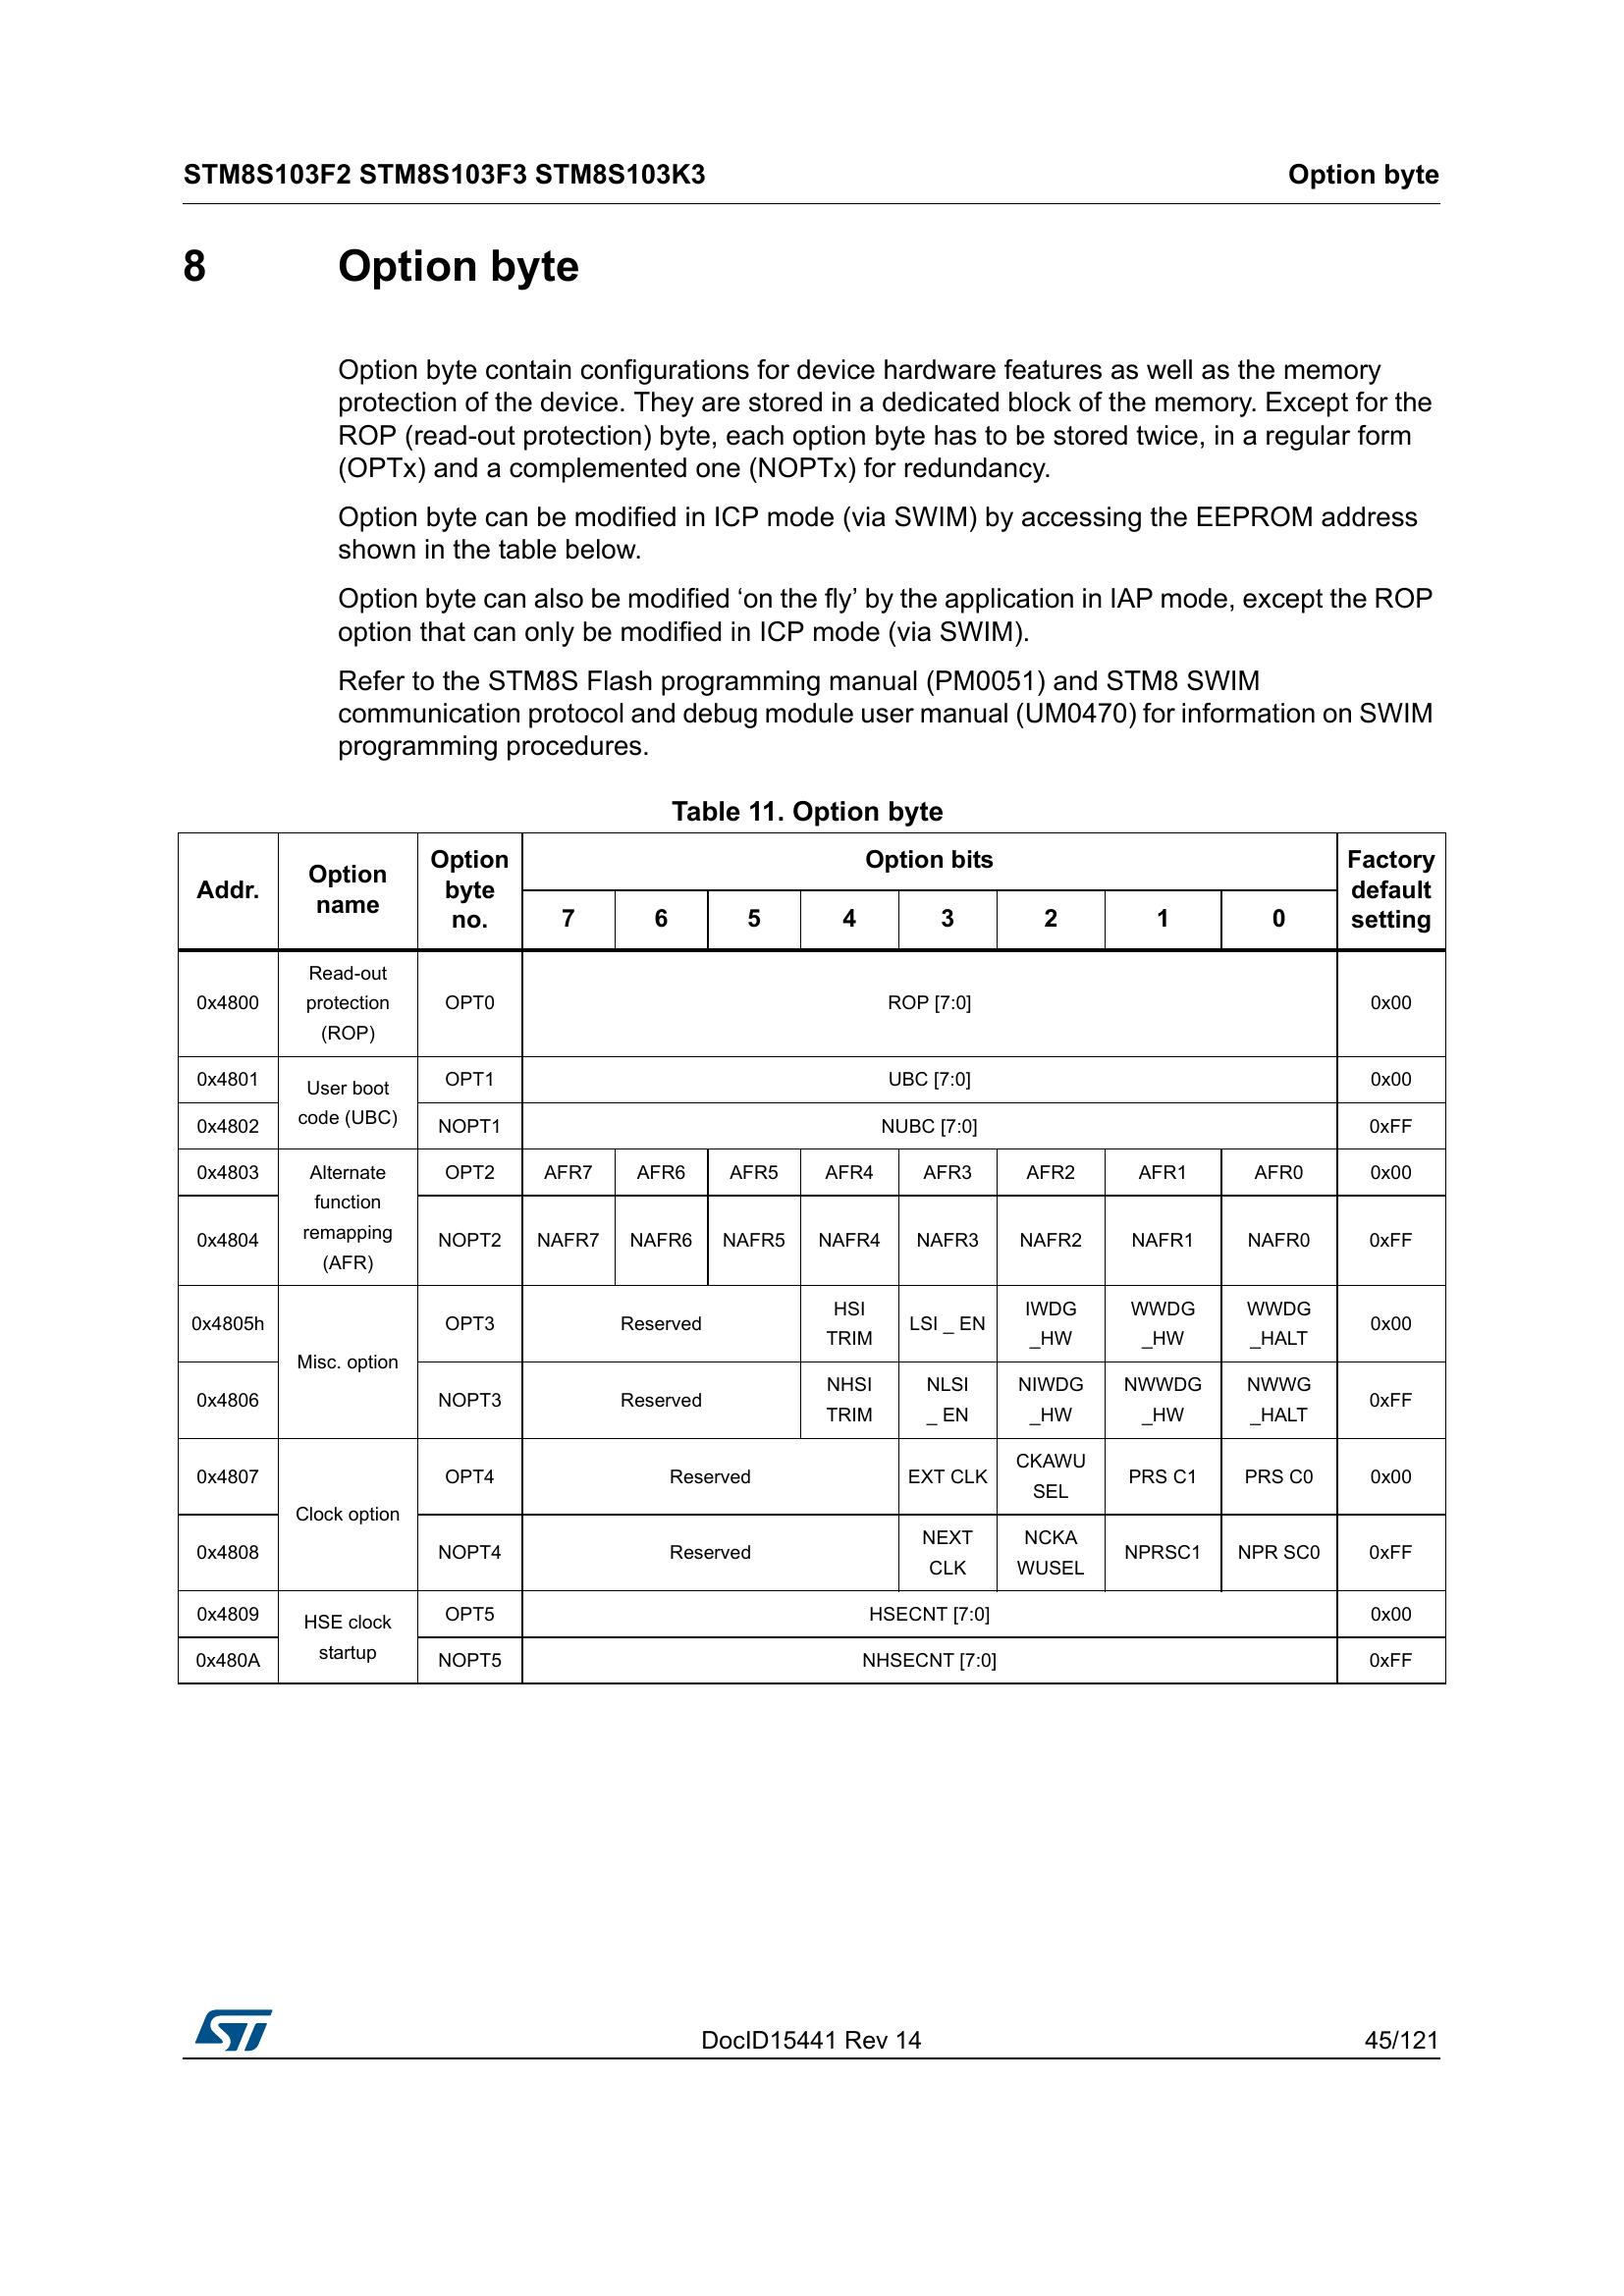 STM8S103F2 STM8S103F3 STM8S103K3 Option byte
8 Option byte
Option byte contain configurations for device hardware features as well as the memory
protection of the device. They are stored in a dedicated block of the memory. Except for the
ROP (read-out protection) byte, each option byte has to be stored twice, in a regular form
(OPTx) and a complemented one (NOPTx) for redundancy.
Option byte can be modified in ICP mode (via SWIM) by accessing the EEPROM address
shown in the table below.
Option byte can also be modified ‘on the fly’ by the application in IAP mode, except the ROP
option that can only be modified in ICP mode (via SWIM).
Refer to the STM8S Flash programming manual (PM0051) and STM8 SWIM
communication protocol and debug module user manual (UM0470) for information on SWIM
programming procedures.
Table 11. Option byte
Addr. Option name Option byte no. Option bits Factory default setting
7 6 5 4 3 2 1 0
0x4800 Read-out protection (ROP) OPT0 ROP [7:0] 0x00
0x4801 User boot code (UBC) OPT1 UBC [7:0] 0x00
0x4802 NOPT1 NUBC [7:0] 0xFF
0x4803 Alternate function remapping (AFR) OPT2 AFR7 AFR6 AFR5 AFR4 AFR3 AFR2 AFR1 AFR0 0x00
0x4804 NOPT2 NAFR7 NAFR6 NAFR5 NAFR4 NAFR3 NAFR2 NAFR1 NAFR0 0xFF
0x4805h Misc. option OPT3 Reserved HSI TRIM LSI _ EN IWDG _HW WWDG _HW WWDG _HALT 0x00
0x4806 NOPT3 Reserved NHSI TRIM NLSI _ EN NIWDG _HW NWWDG _HW NWWG _HALT 0xFF
0x4807 Clock option OPT4 Reserved EXT CLK CKAWU SEL PRS C1 PRS C0 0x00
0x4808 NOPT4 Reserved NEXT CLK NCKA WUSEL NPRSC1 NPR SC0 0xFF
0x4809 HSE clock startup OPT5 HSECNT [7:0] 0x00
0x480A NOPT5 NHSECNT [7:0] 0xFF
ST DocID15441 Rev 14 45/121